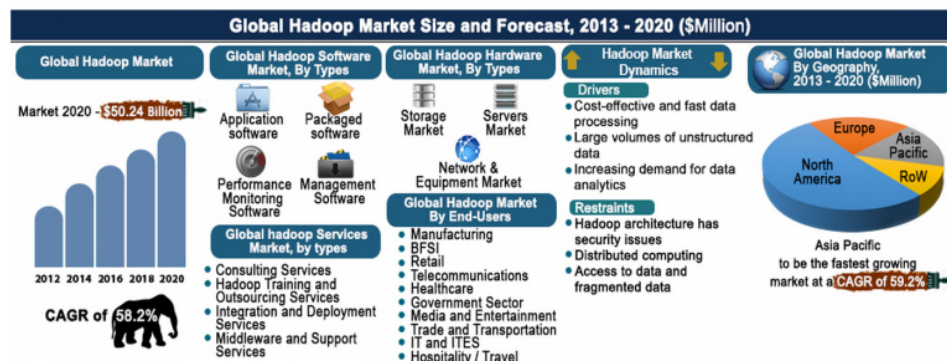 Global Hadoop Market Size and Forecast, 2013 - 2020 ($Million)
Global Hadoop Market
Market 2020 - $50.24 Billion
2012 2014 2016 2018 2020
CAGR of 58.2%
Global Hadoop Software
Market, By Types
Application
software
Packaged
software
Performance
Monitoring
Software
Management
Software
Global hadoop Services
Market, by types
Consulting Services
Hadoop Training and
Outsourcing Services
Integration and Deployment
Services
Middleware and Support
Services
Global Hadoop Hardware
Market, By Types
Storage
Market
Servers
Market
Network &
Equipment Market
Global Hadoop Market
By End-Users
Manufacturing
BFSI
Retail
Telecommunications
Healthcare
Government Sector
Media and Entertainment
Trade and Transportation
IT and ITES
Hospitality / Travel
Hadoop Market
Dynamics
Drivers
Cost-effective and fast data
processing
Large volumes of unstructured
data
Increasing demand for data
analytics
Restraints
Hadoop architecture has
security issues
Distributed computing
Access to data and
fragmented data
Global Hadoop Market
By Geography,
2013 - 2020 ($Million)
Europe
Asia
Pacific
North
America
RoW
Asia Pacific
to be the fastest growing
market at a CAGR of 59.2%